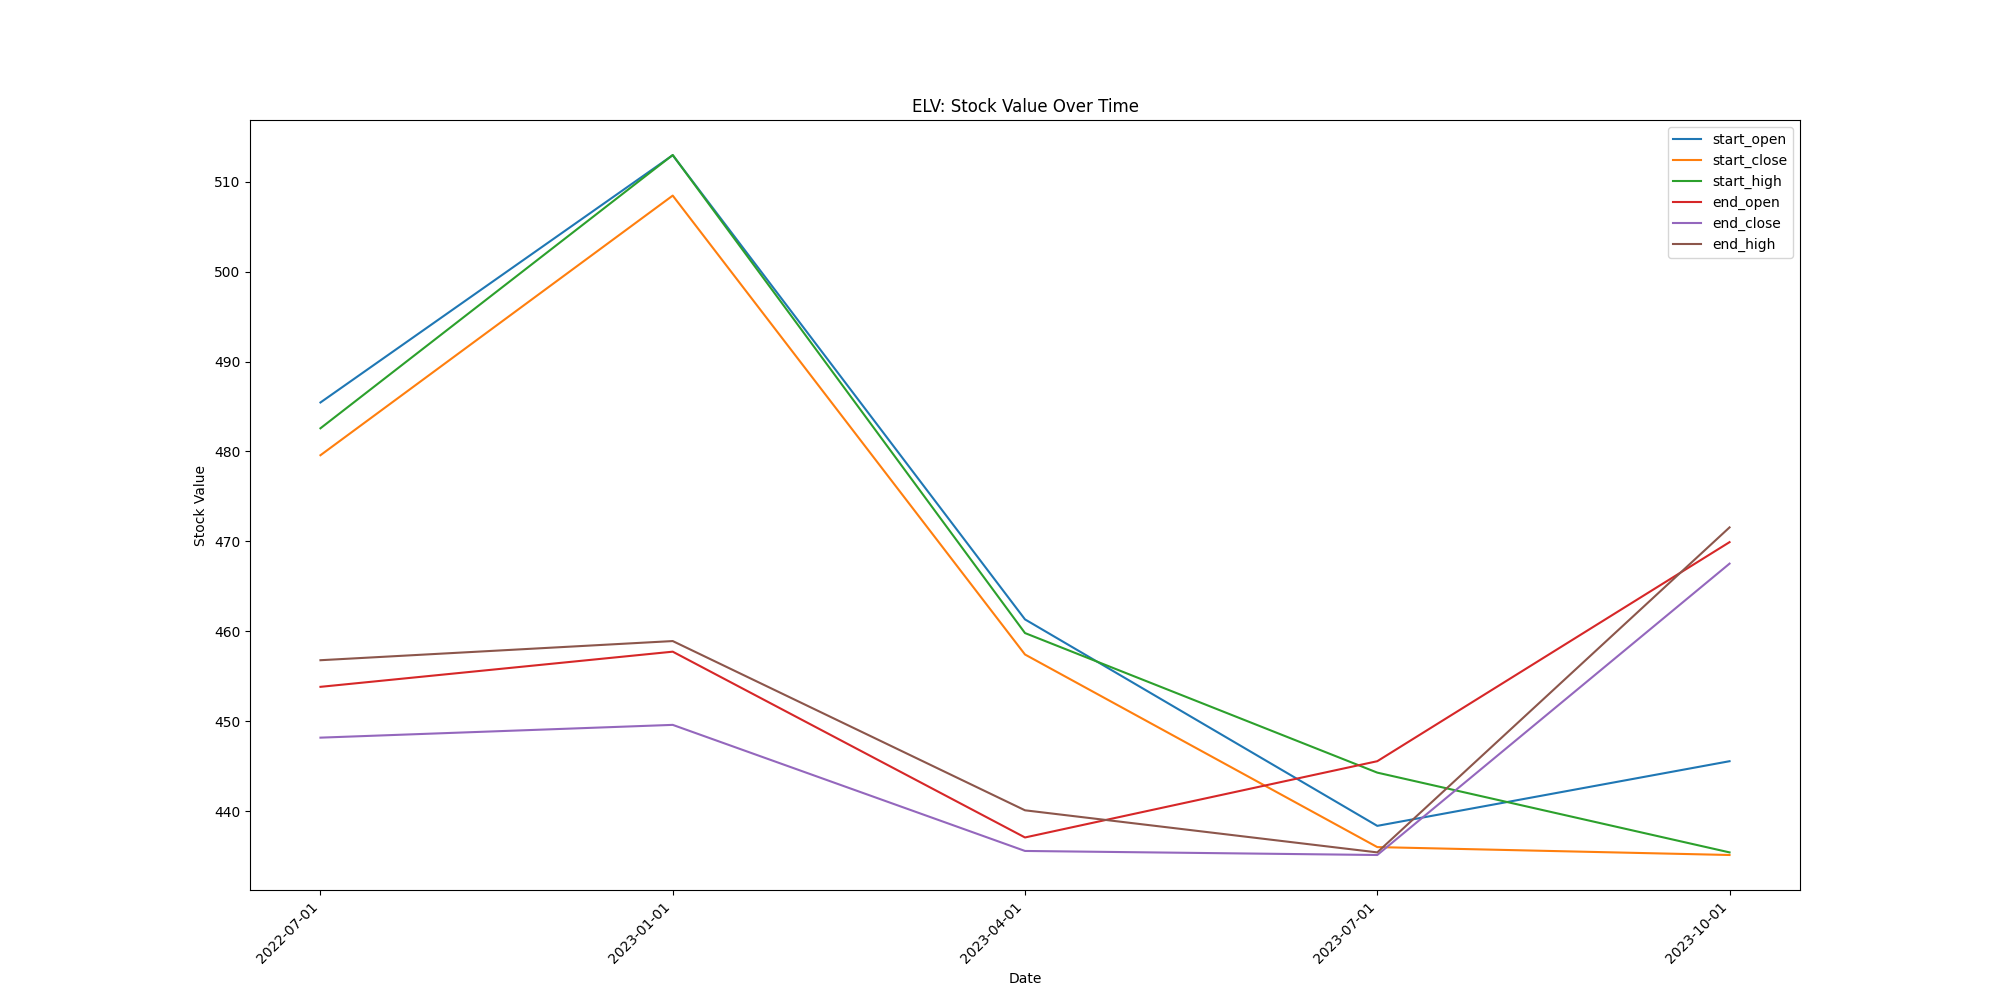 ELV: Stock Value Over Time
start_open
start_close
start_high
end_open
end_close
end_high
Stock Value
510
500
490
480
470
460
450
440
2022-07-01
2023-01-01
2023-04-01
2023-07-01
2023-10-01
Date